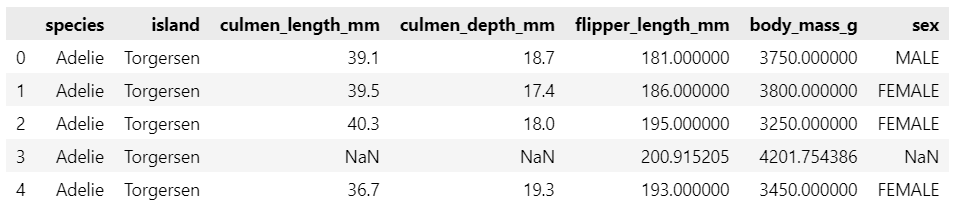 species island culmen_length_mm culmen_depth_mm flipper_length_mm body_mass_g sex
0 Adelie Torgersen 39.1 18.7 181.000000 3750.000000 MALE
1 Adelie Torgersen 39.5 17.4 186.000000 3800.000000 FEMALE
2 Adelie Torgersen 40.3 18.0 195.000000 3250.000000 FEMALE
3 Adelie Torgersen NaN NaN 200.915205 4201.754386 NaN
4 Adelie Torgersen 36.7 19.3 193.000000 3450.000000 FEMALE